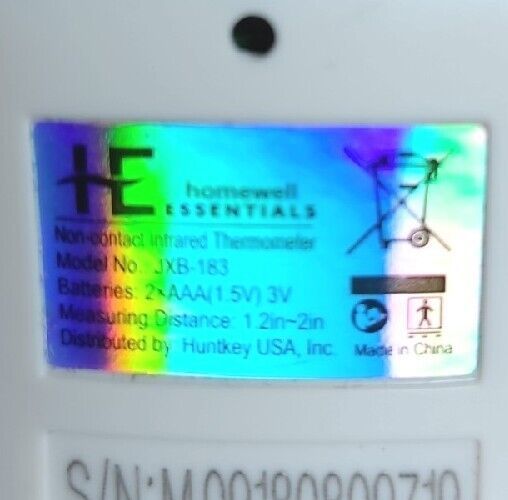 HE
homewell
ESSENTIALS
Non-contact Infrared Thermometer
Model No.: JXB-183
Batteries: 2×AAA(1.5V) 3V
Measuring Distance: 1.2in~2in
Distributed by: Huntkey USA, Inc.
Made in China